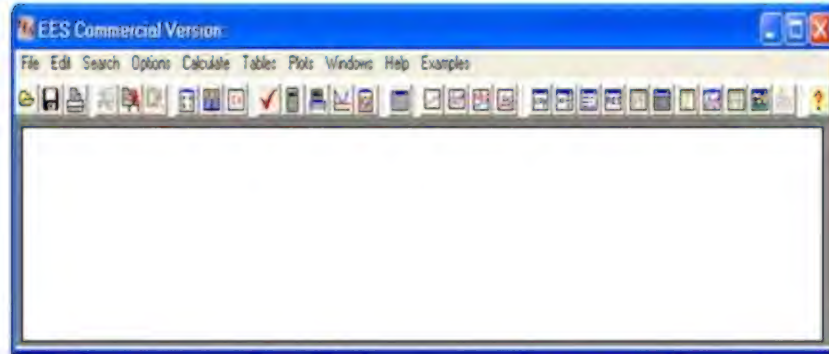 EES Commercial Version:
File Edit Search Options Calculate Tables Plots Windows Help Examples